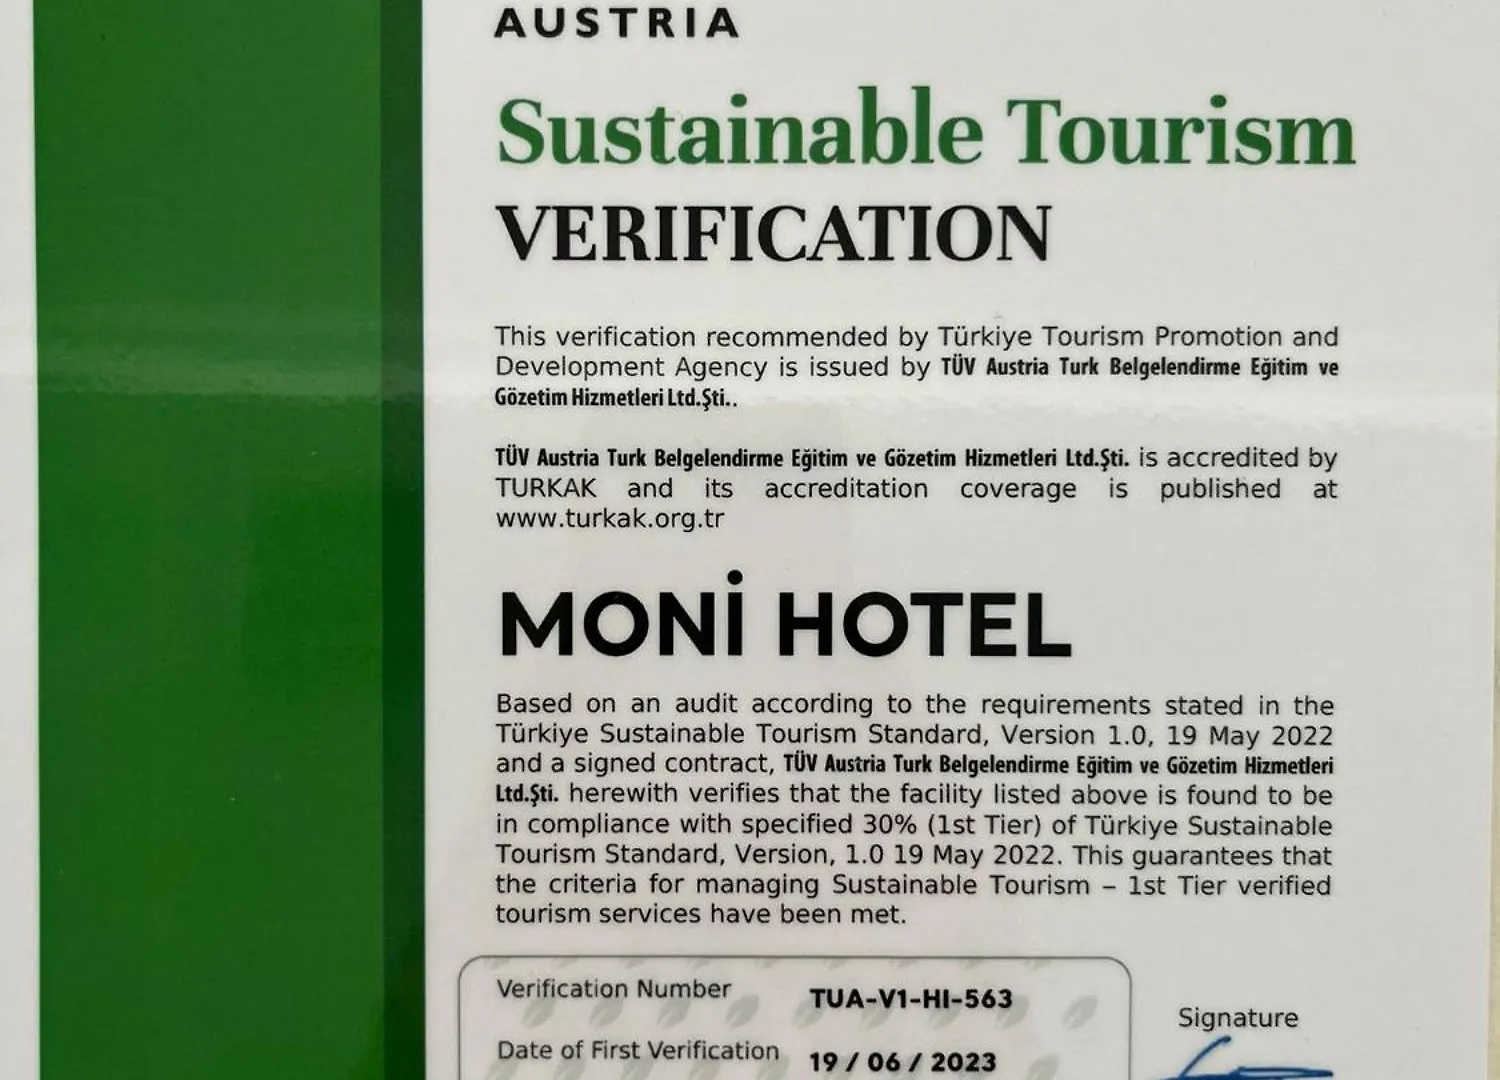 AUSTRIA
Sustainable Tourism
VERIFICATION
This verification recommended by Türkiye Tourism Promotion and
Development Agency is issued by TÜV Austria Turk Belgelendirme Eğitim ve
Gözetim Hizmetleri Ltd.Şti..
TÜV Austria Turk Belgelendirme Eğitim ve Gözetim Hizmetleri Ltd.Şti. is accredited by
TURKAK and its accreditation coverage is published at
www.turkak.org.tr
MONİ HOTEL
Based on an audit according to the requirements stated in the
Türkiye Sustainable Tourism Standard, Version 1.0, 19 May 2022
and a signed contract, TÜV Austria Turk Belgelendirme Eğitim ve Gözetim Hizmetleri
Ltd.Şti. herewith verifies that the facility listed above is found to be
in compliance with specified 30% (1st Tier) of Türkiye Sustainable
Tourism Standard, Version, 1.0 19 May 2022. This guarantees that
the criteria for managing Sustainable Tourism – 1st Tier verified
tourism services have been met.
Verification Number TUA-V1-HI-563
Signature
Date of First Verification 19 / 06 / 2023